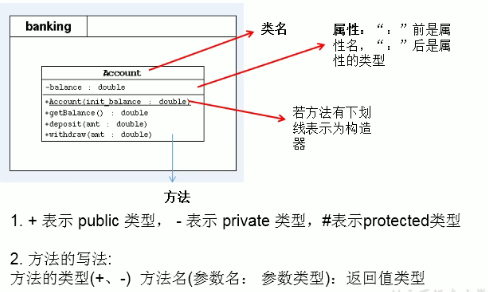 banking
类名
属性：“：”前是属
性名，“：”后是属
性的类型
Account
-balance : double
+Account(init_balance : double)
+getBalance() : double
+deposit(amt : double)
+withdraw(amt : double)
若方法有下划
线表示为构造
器
方法
1. + 表示 public 类型， - 表示 private 类型，#表示protected类型
2. 方法的写法:
方法的类型(+、-)  方法名(参数名： 参数类型)：返回值类型